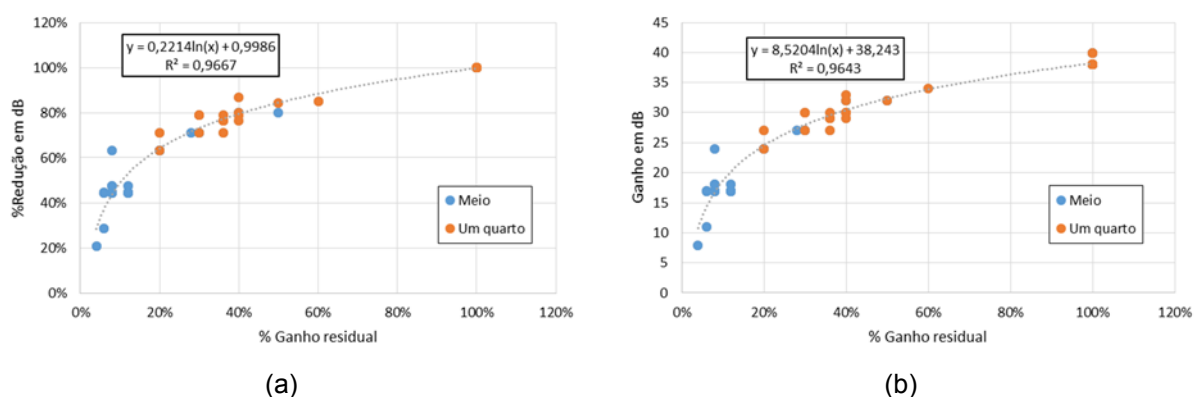 120%
100%
80%
60%
40%
20%
0%
%Redução em dB
y = 0,2214ln(x) + 0,9986
R² = 0,9667
Meio
Um quarto
0% 20% 40% 60% 80% 100% 120%
% Ganho residual
(a)
45
40
35
30
25
20
15
10
5
0
Ganho em dB
y = 8,5204ln(x) + 38,243
R² = 0,9643
Meio
Um quarto
0% 20% 40% 60% 80% 100% 120%
% Ganho residual
(b)